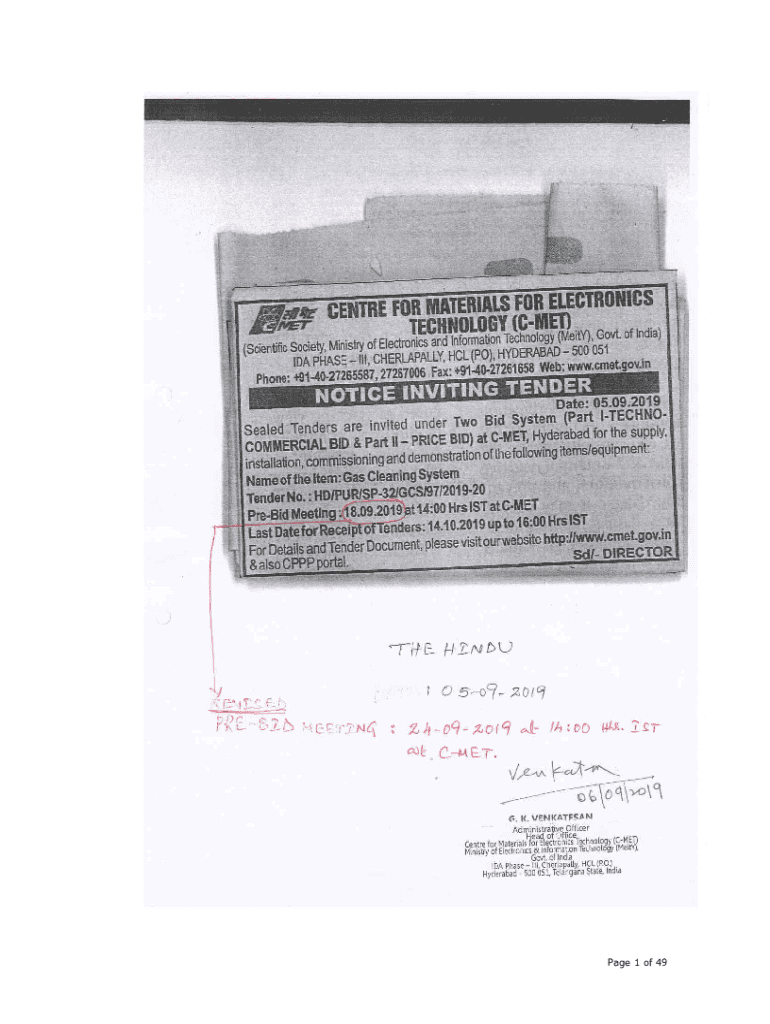 सी-मेट
C-MET
CENTRE FOR MATERIALS FOR ELECTRONICS
TECHNOLOGY (C-MET)
(Scientific Society, Ministry of Electronics and Information Technology (MeitY), Govt. of India)
IDA PHASE – III, CHERLAPALLY, HCL (PO), HYDERABAD – 500 051
Phone: +91-40-27265587, 27267006 Fax: +91-40-27261658 Web: www.cmet.gov.in
NOTICE INVITING TENDER
Date: 05.09.2019
Sealed Tenders are invited under Two Bid System (Part I-TECHNO-
COMMERCIAL BID & Part II – PRICE BID) at C-MET, Hyderabad for the supply,
installation, commissioning and demonstration of the following items/equipment:
Name of the Item: Gas Cleaning System
Tender No. : HD/PUR/SP-32/GCS/97/2019-20
Pre-Bid Meeting : 18.09.2019 at 14:00 Hrs IST at C-MET
Last Date for Receipt of Tenders: 14.10.2019 up to 16:00 Hrs IST
For Details and Tender Document, please visit our website http://www.cmet.gov.in
& also CPPP portal. Sd/- DIRECTOR
THE HINDU
: 05-09-2019
REVISED
PRE-BID MEETING : 24-09-2019 at 14:00 Hrs. IST
at C-MET.
Venkatn
06/09/2019
G. K. VENKATESAN
Administrative Officer
Head of Office
Centre for Materials for Electronics Technology (C-MET)
Ministry of Electronics & Information Technology (MeitY),
Govt. of India
IDA Phase – III, Cherlapally, HCL (PO.)
Hyderabad - 500 051, Telangana State, India
Page 1 of 49